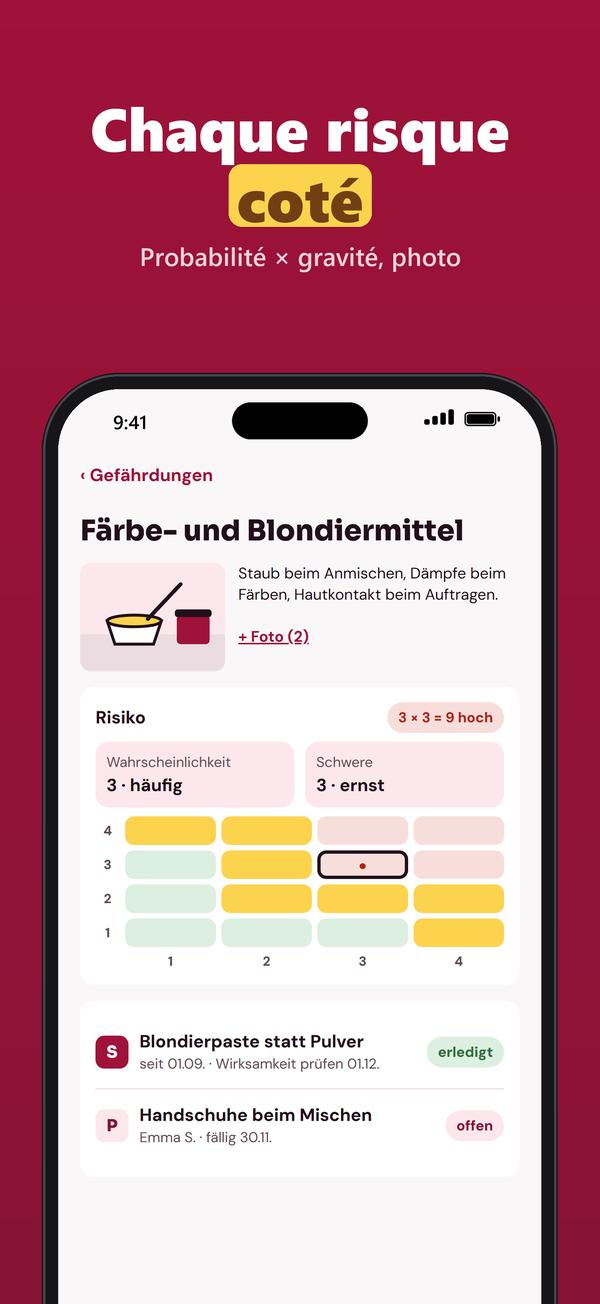 Chaque risque
coté
Probabilité × gravité, photo
9:41
‹ Gefährdungen
Färbe- und Blondiermittel
Staub beim Anmischen, Dämpfe beim
Färben, Hautkontakt beim Auftragen.
+ Foto (2)
Risiko
3 × 3 = 9 hoch
Wahrscheinlichkeit
3 · häufig
Schwere
3 · ernst
4
3
2
1
1 2 3 4
S
Blondierpaste statt Pulver
seit 01.09. · Wirksamkeit prüfen 01.12.
erledigt
P
Handschuhe beim Mischen
Emma S. · fällig 30.11.
offen